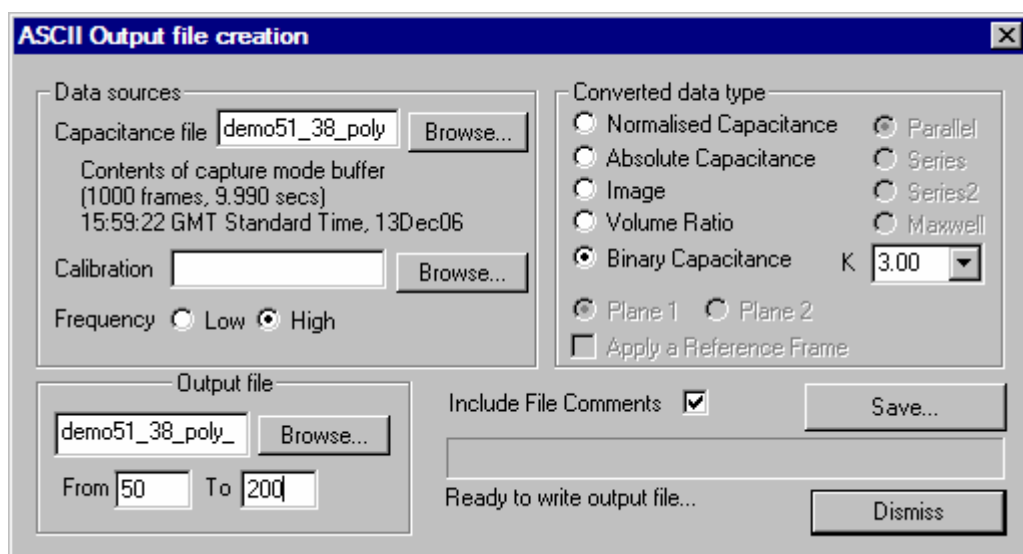 ASCII Output file creation
Data sources
Capacitance file demo51_38_poly Browse...
Contents of capture mode buffer
(1000 frames, 9.990 secs)
15:59:22 GMT Standard Time, 13Dec06
Calibration Browse...
Frequency Low High
Converted data type
Normalised Capacitance Parallel
Absolute Capacitance Series
Image Series2
Volume Ratio Maxwell
Binary Capacitance K 3.00
Plane 1 Plane 2
Apply a Reference Frame
Output file
demo51_38_poly_ Browse...
From 50 To 200
Include File Comments Save...
Ready to write output file...
Dismiss